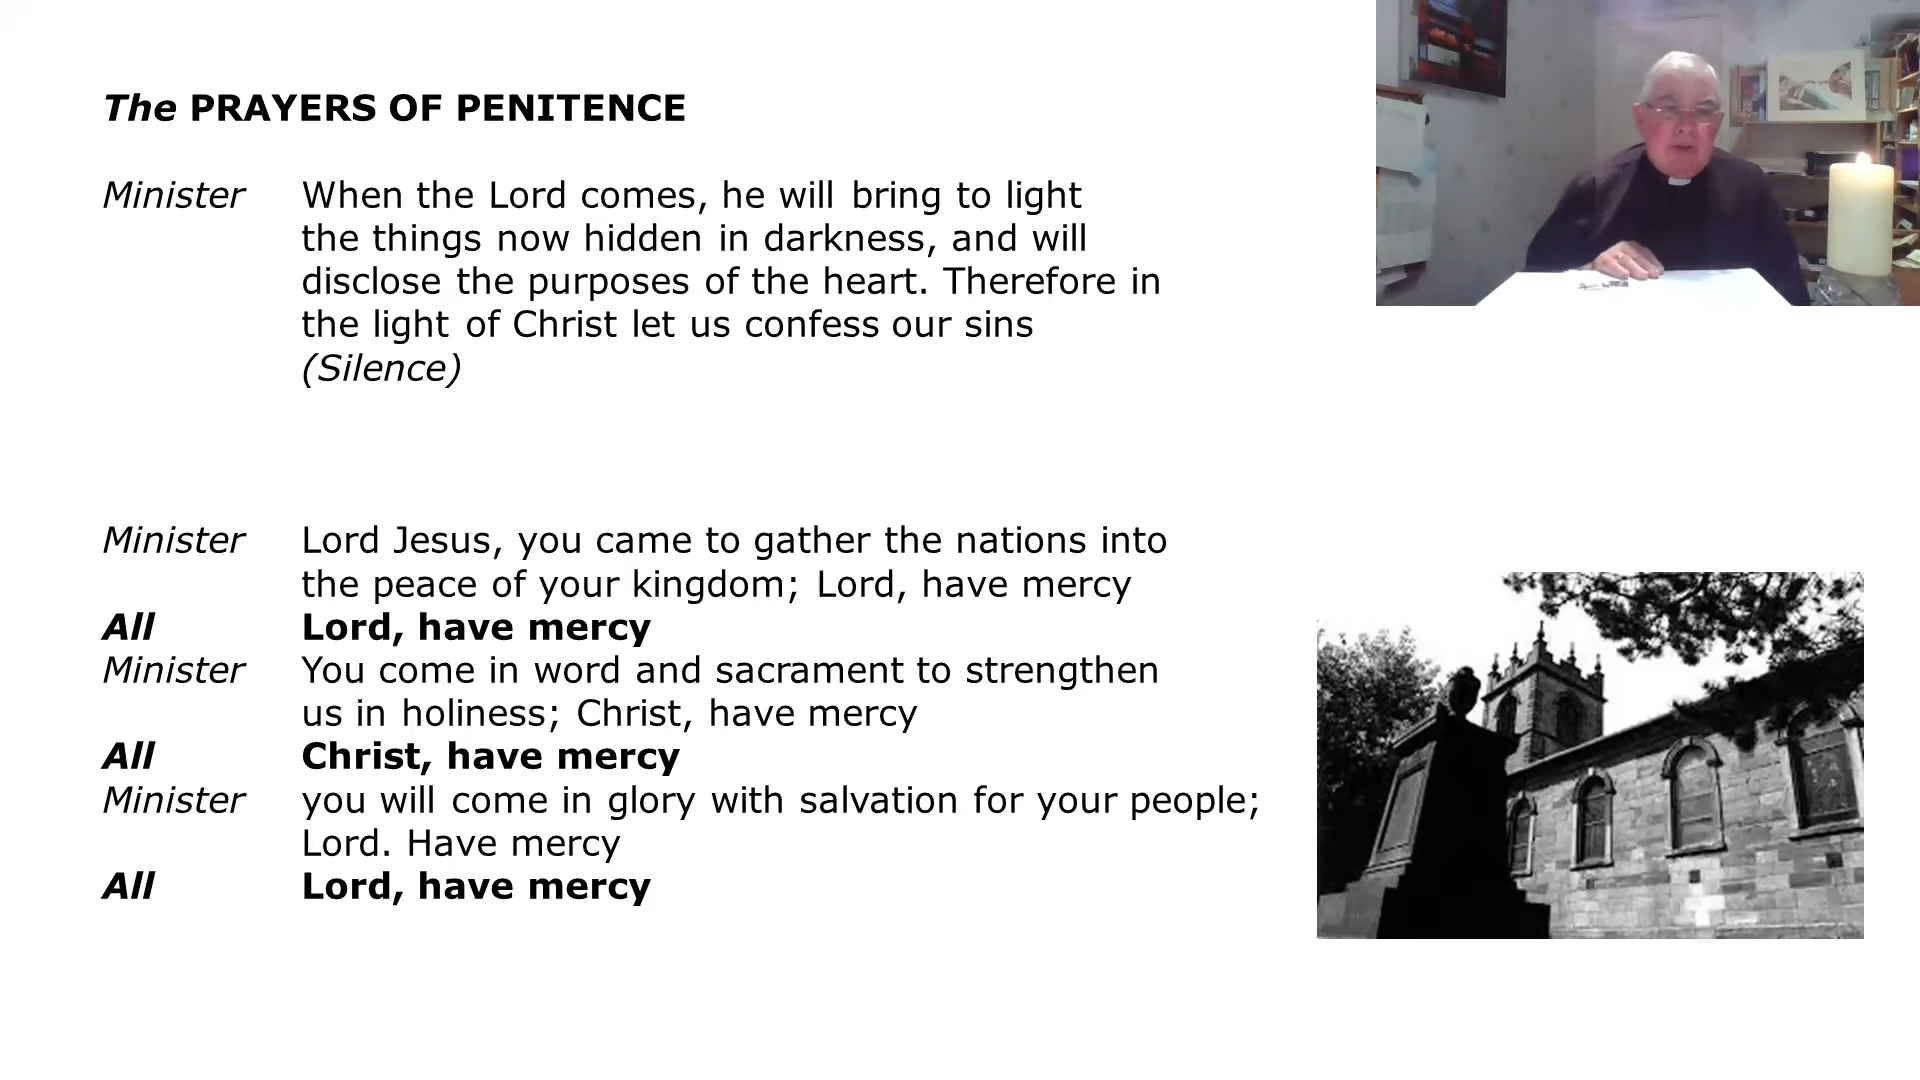 The PRAYERS OF PENITENCE
Minister When the Lord comes, he will bring to light
the things now hidden in darkness, and will
disclose the purposes of the heart. Therefore in
the light of Christ let us confess our sins
(Silence)
Minister Lord Jesus, you came to gather the nations into
the peace of your kingdom; Lord, have mercy
All Lord, have mercy
Minister You come in word and sacrament to strengthen
us in holiness; Christ, have mercy
All Christ, have mercy
Minister you will come in glory with salvation for your people;
Lord. Have mercy
All Lord, have mercy